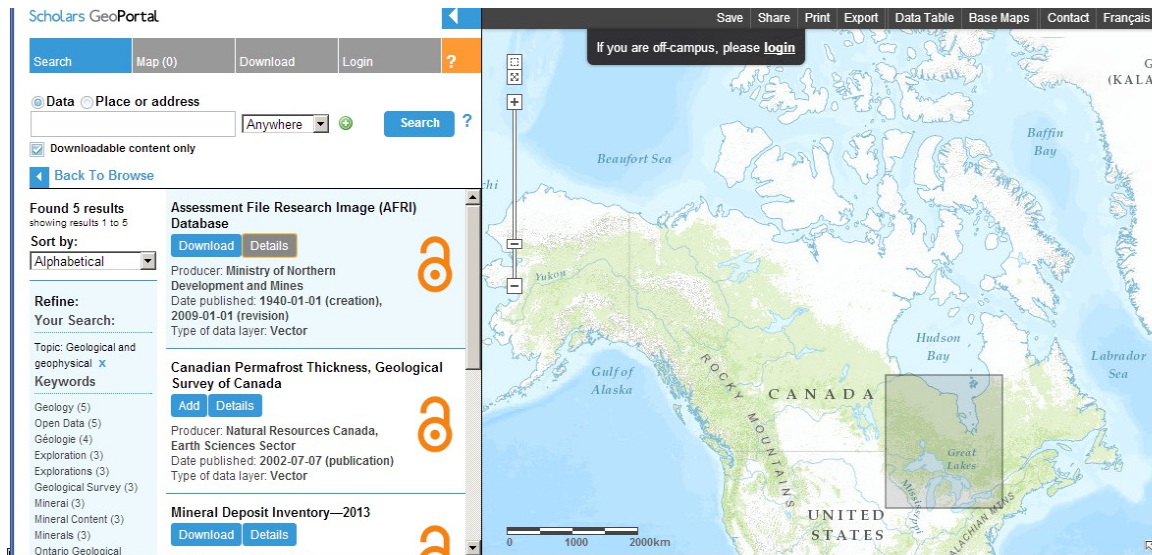 Scholars GeoPortal
Save Share Print Export Data Table Base Maps Contact Français
If you are off-campus, please login
Search Map (0) Download Login ?
Data Place or address
Anywhere Search ?
Downloadable content only
Back To Browse
Found 5 results
showing results 1 to 5
Sort by:
Alphabetical
Refine:
Your Search:
Topic: Geological and
geophysical x
Keywords
Geology (5)
Open Data (5)
Géologie (4)
Exploration (3)
Explorations (3)
Geological Survey (3)
Minerai (3)
Mineral Content (3)
Minerals (3)
Ontario Geological
Assessment File Research Image (AFRI)
Database
Download Details
Producer: Ministry of Northern
Development and Mines
Date published: 1940-01-01 (creation),
2009-01-01 (revision)
Type of data layer: Vector
Canadian Permafrost Thickness, Geological
Survey of Canada
Add Details
Producer: Natural Resources Canada,
Earth Sciences Sector
Date published: 2002-07-07 (publication)
Type of data layer: Vector
Mineral Deposit Inventory—2013
Download Details
G
(KALA
Baffin
Bay
Beaufort Sea
chi
Yukon
Hudson
Bay
Labrador
Sea
Gulf of
Alaska
ROCKY MOUNTAINS
CANADA
Great
Lakes
Mississippi
UNITED
STATES
ALACHIAN MTNS
0 1000 2000km